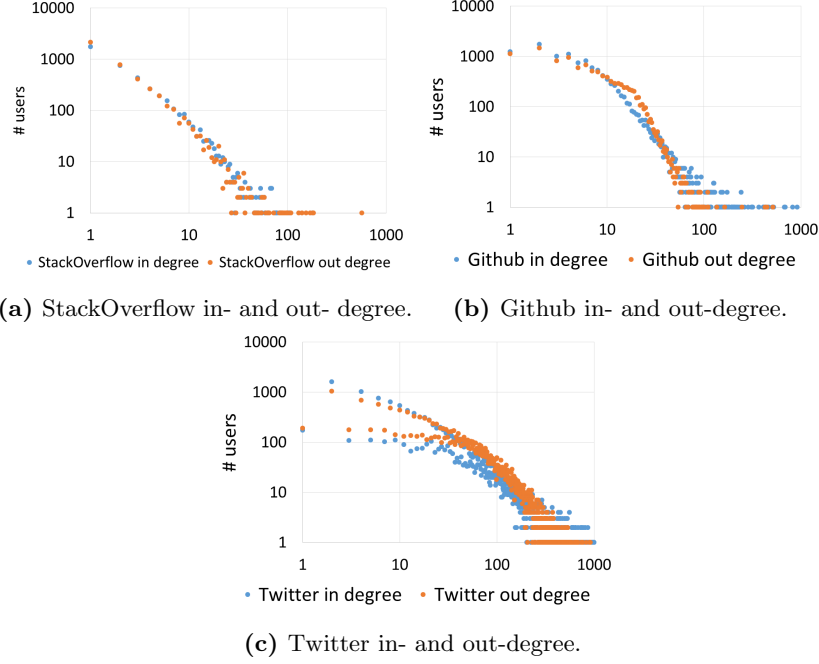 10000
1000
100
10
1
# users
1 10 100 1000
StackOverflow in degree StackOverflow out degree
(a) StackOverflow in- and out- degree.
10000
1000
100
10
1
# users
1 10 100 1000
Github in degree Github out degree
(b) Github in- and out-degree.
10000
1000
100
10
1
# users
1 10 100 1000
Twitter in degree Twitter out degree
(c) Twitter in- and out-degree.